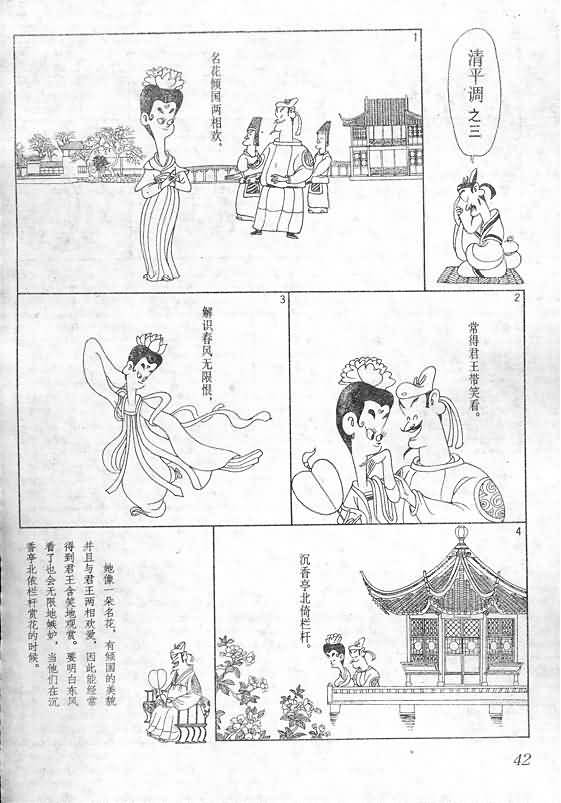 清平调 之三
1
名花倾国两相欢，
2
常得君王带笑看。
3
解识春风无限恨，
4
沉香亭北倚栏杆。
她像一朵名花，有倾国的美貌
并且与君王两相欢爱，因此能经常
得到君王含笑地观赏。要明白东风
看了也会无限地嫉妒，当他们在沉
香亭北依栏杆赏花的时候。
42